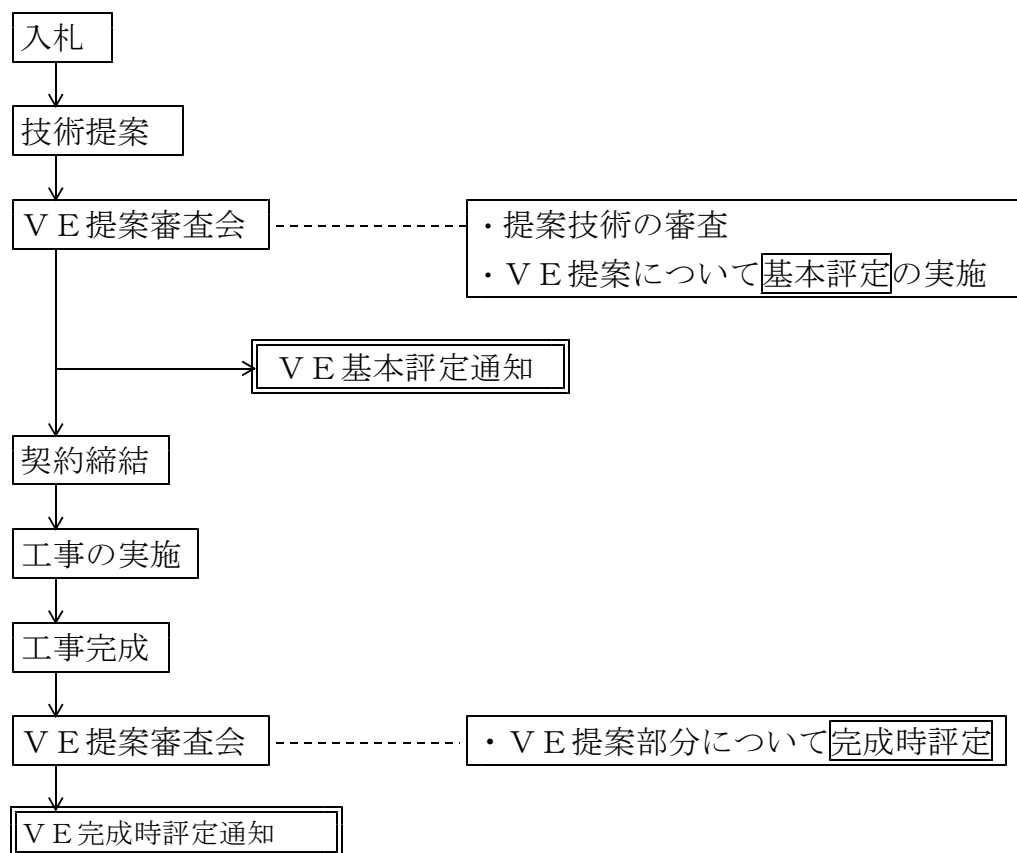 入札
技術提案
ＶＥ提案審査会
・提案技術の審査
・ＶＥ提案について基本評定の実施
ＶＥ基本評定通知
契約締結
工事の実施
工事完成
ＶＥ提案審査会
・ＶＥ提案部分について完成時評定
ＶＥ完成時評定通知